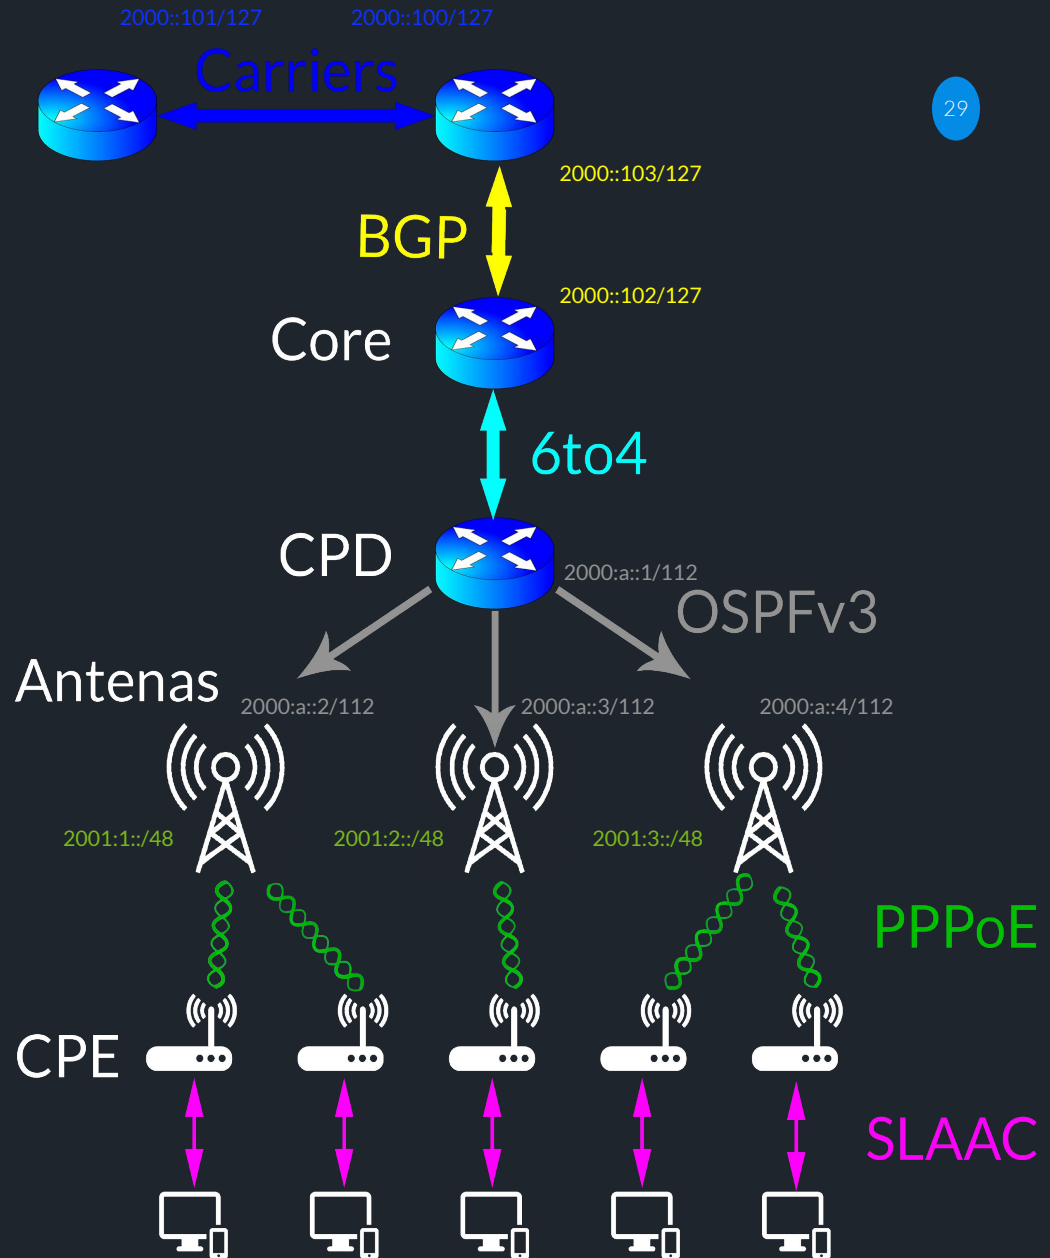 2000::101/127
2000::100/127
Carriers
29
2000::103/127
BGP
2000::102/127
Core
6to4
CPD
2000:a::1/112
OSPFv3
Antenas
2000:a::2/112
2000:a::3/112
2000:a::4/112
2001:1::/48
2001:2::/48
2001:3::/48
PPPoE
CPE
SLAAC